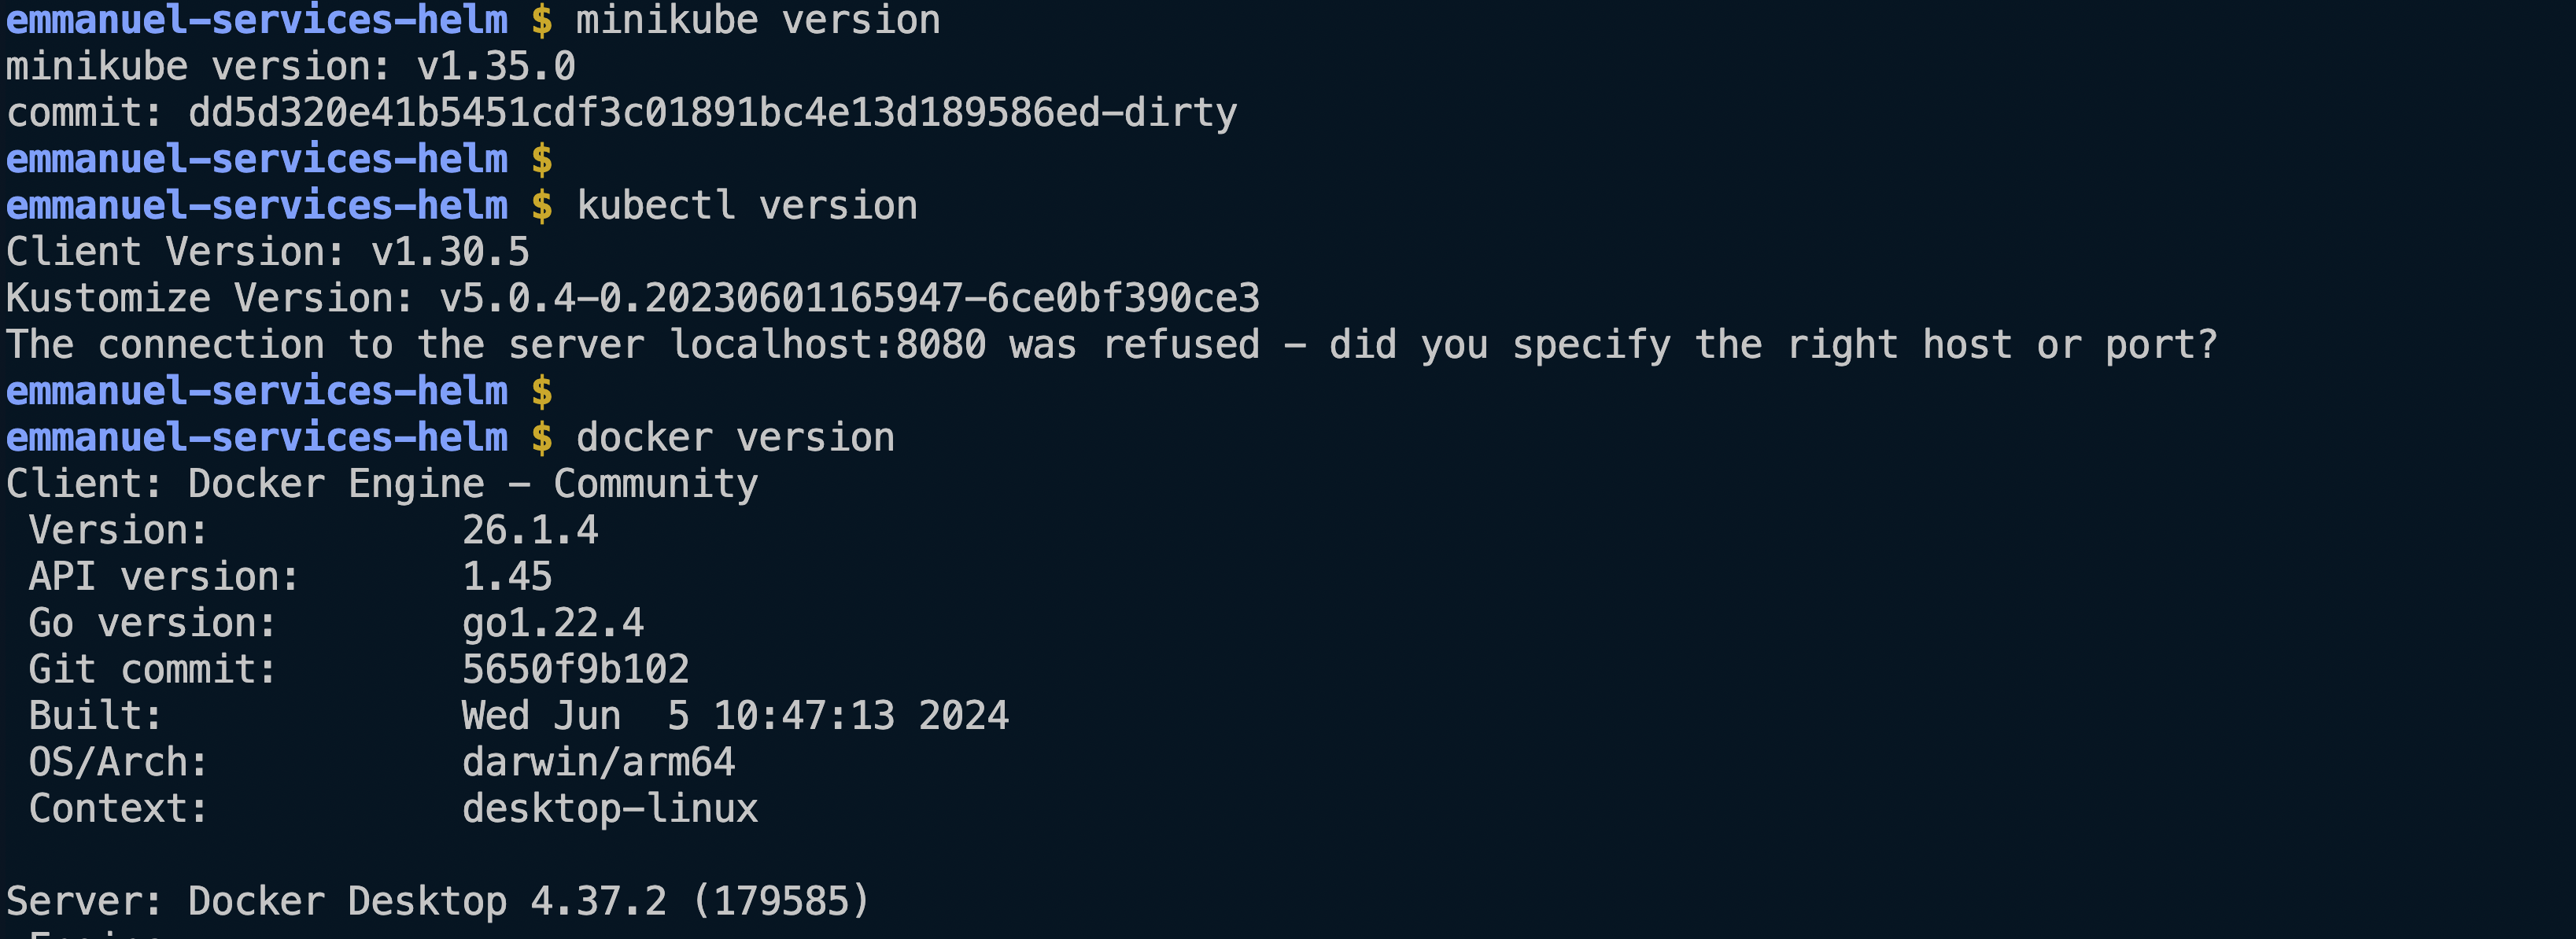 emmanuel-services-helm $ minikube version
minikube version: v1.35.0
commit: dd5d320e41b5451cdf3c01891bc4e13d189586ed-dirty
emmanuel-services-helm $
emmanuel-services-helm $ kubectl version
Client Version: v1.30.5
Kustomize Version: v5.0.4-0.20230601165947-6ce0bf390ce3
The connection to the server localhost:8080 was refused - did you specify the right host or port?
emmanuel-services-helm $
emmanuel-services-helm $ docker version
Client: Docker Engine - Community
 Version:           26.1.4
 API version:       1.45
 Go version:        go1.22.4
 Git commit:        5650f9b102
 Built:             Wed Jun  5 10:47:13 2024
 OS/Arch:           darwin/arm64
 Context:           desktop-linux

Server: Docker Desktop 4.37.2 (179585)